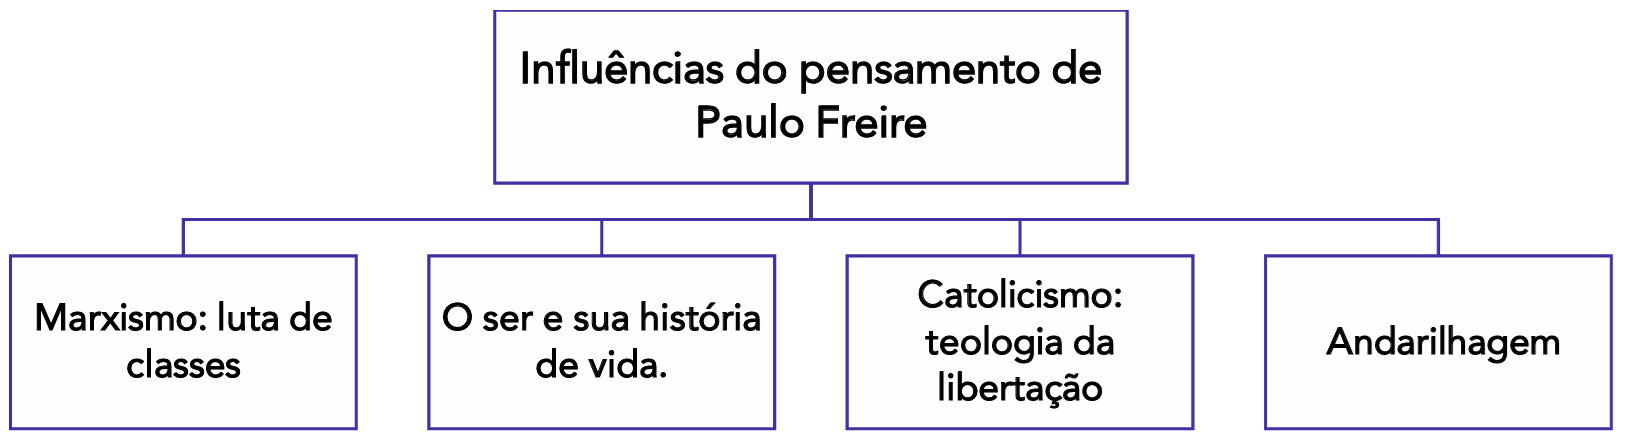 Influências do pensamento de
Paulo Freire
Marxismo: luta de
classes
O ser e sua história
de vida.
Catolicismo:
teologia da
libertação
Andarilhagem